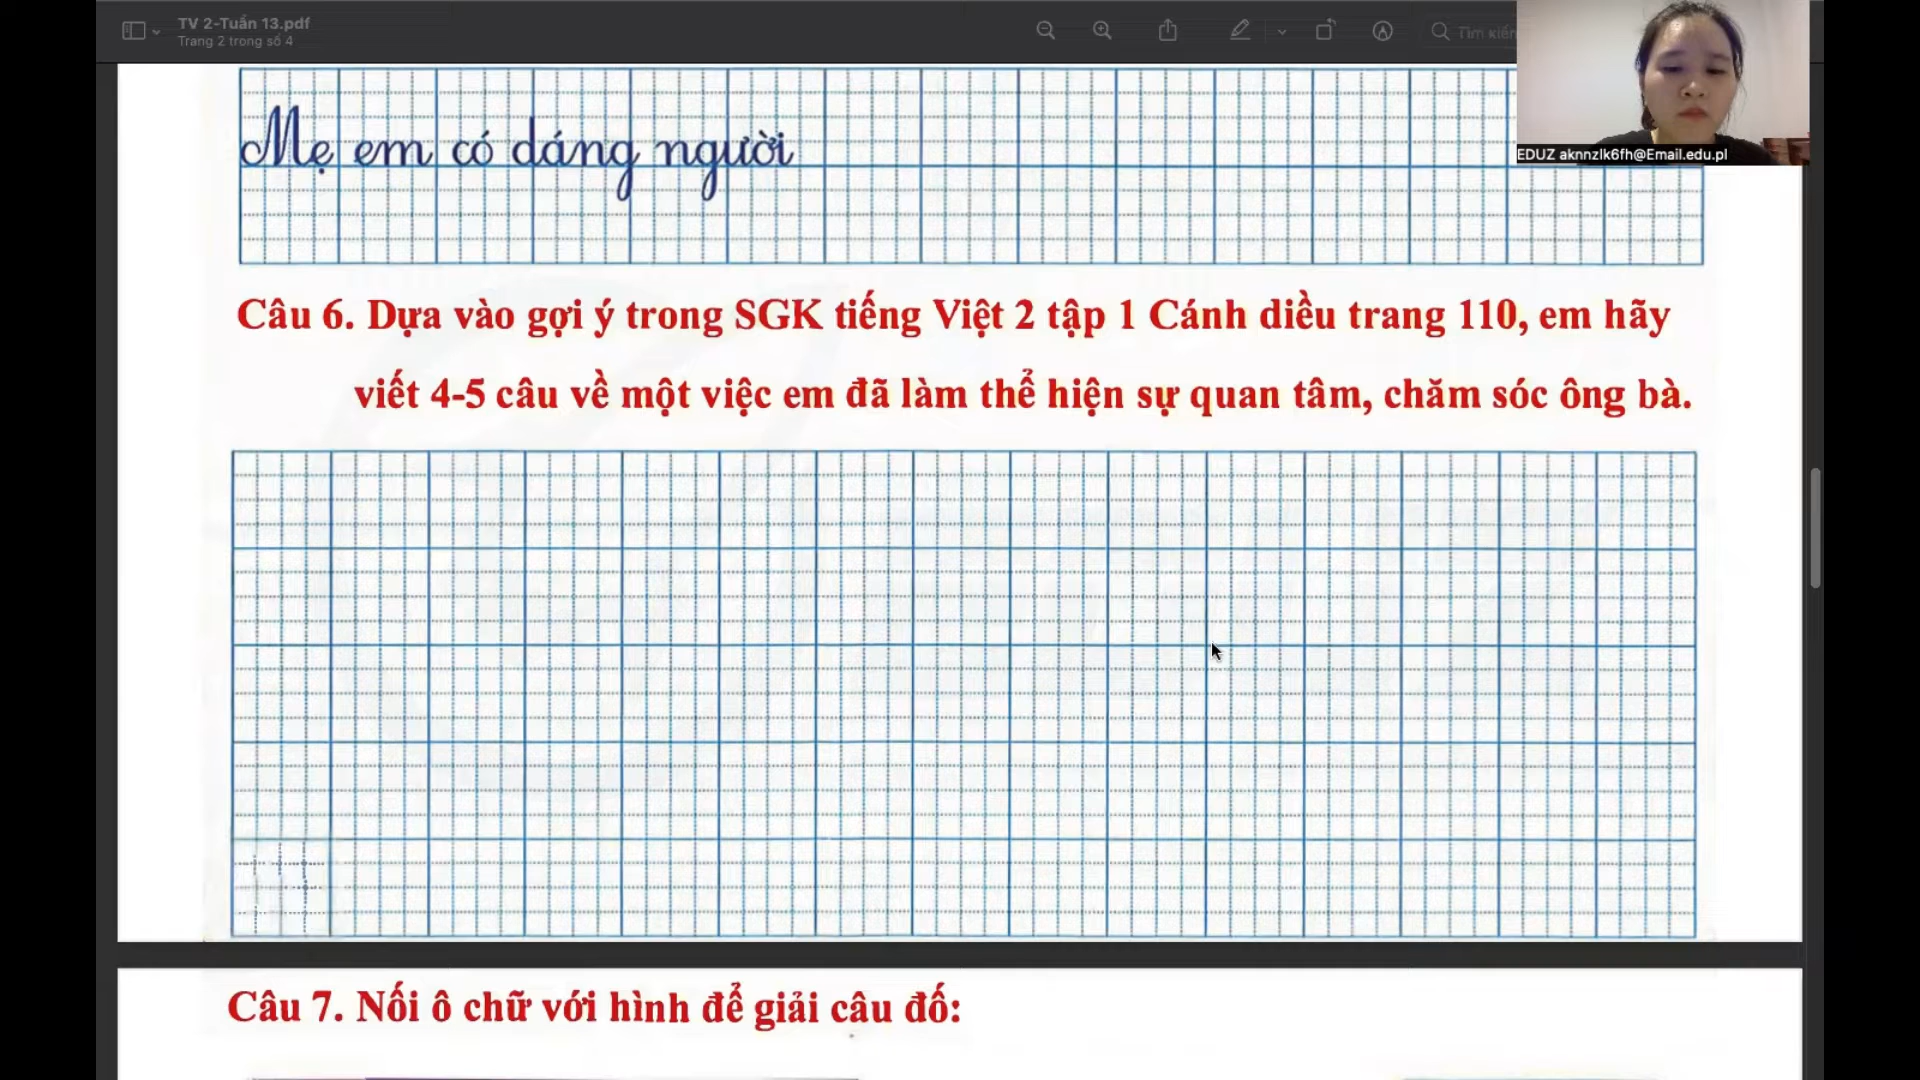 TV 2-Tuần 13.pdf
Trang 2 trong số 4
Tìm kiếm
EDUZ aknnzlk6fh@Email.edu.pl
Mẹ em có dáng người
Câu 6. Dựa vào gợi ý trong SGK tiếng Việt 2 tập 1 Cánh diều trang 110, em hãy
viết 4-5 câu về một việc em đã làm thể hiện sự quan tâm, chăm sóc ông bà.
Câu 7. Nối ô chữ với hình để giải câu đố: